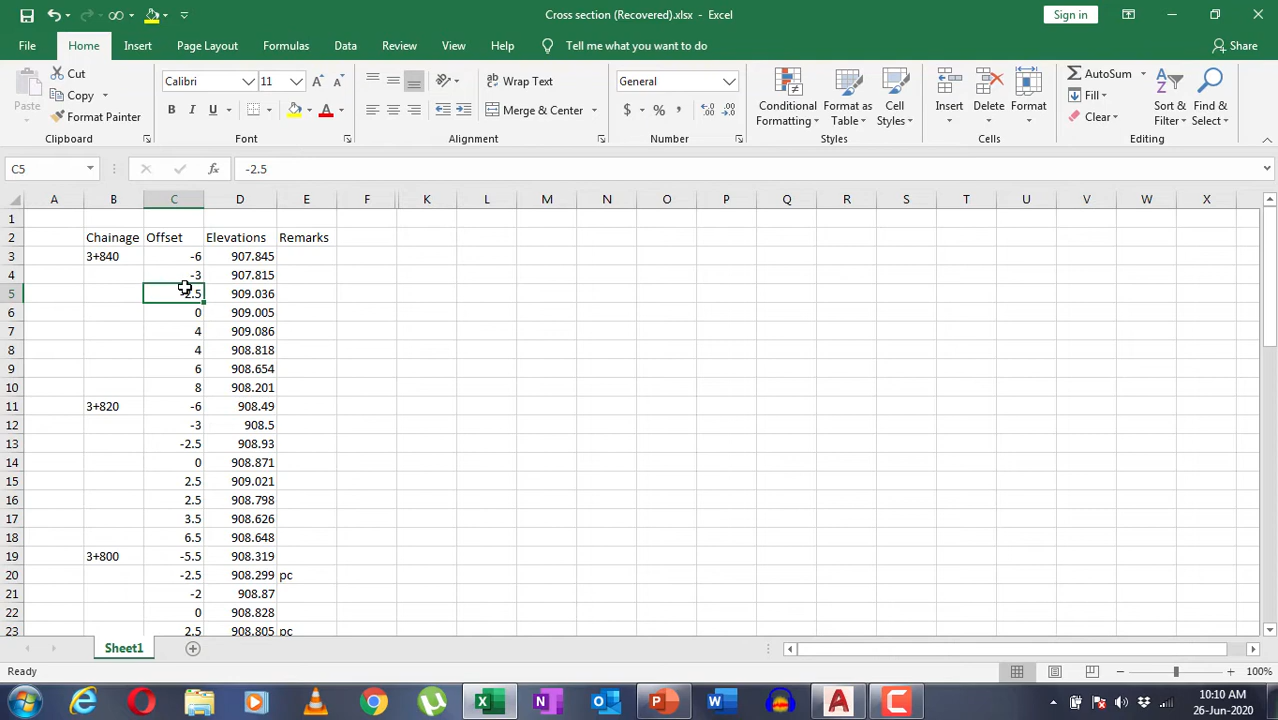 Cross section (Recovered).xlsx - Excel
Sign in
File Home Insert Page Layout Formulas Data Review View Help Tell me what you want to do Share
Paste
Cut
Copy
Format Painter
Clipboard
Calibri 11
B I U
Font
Wrap Text
Merge & Center
Alignment
General
$ % ,
Number
Conditional Formatting
Format as Table
Cell Styles
Styles
Insert Delete Format
Cells
AutoSum
Fill
Clear
Sort & Filter
Find & Select
Editing
C5 fx -2.5
A B C D E F K L M N O P Q R S T U V W X
1
2 Chainage Offset Elevations Remarks
3 3+840 -6 907.845
4 -3 907.815
5 -2.5 909.036
6 0 909.005
7 4 909.086
8 4 908.818
9 6 908.654
10 8 908.201
11 3+820 -6 908.49
12 -3 908.5
13 -2.5 908.93
14 0 908.871
15 2.5 909.021
16 2.5 908.798
17 3.5 908.626
18 6.5 908.648
19 3+800 -5.5 908.319
20 -2.5 908.299 pc
21 -2 908.87
22 0 908.828
23 2.5 908.805 pc
Sheet1
Ready
100%
10:10 AM
26-Jun-2020